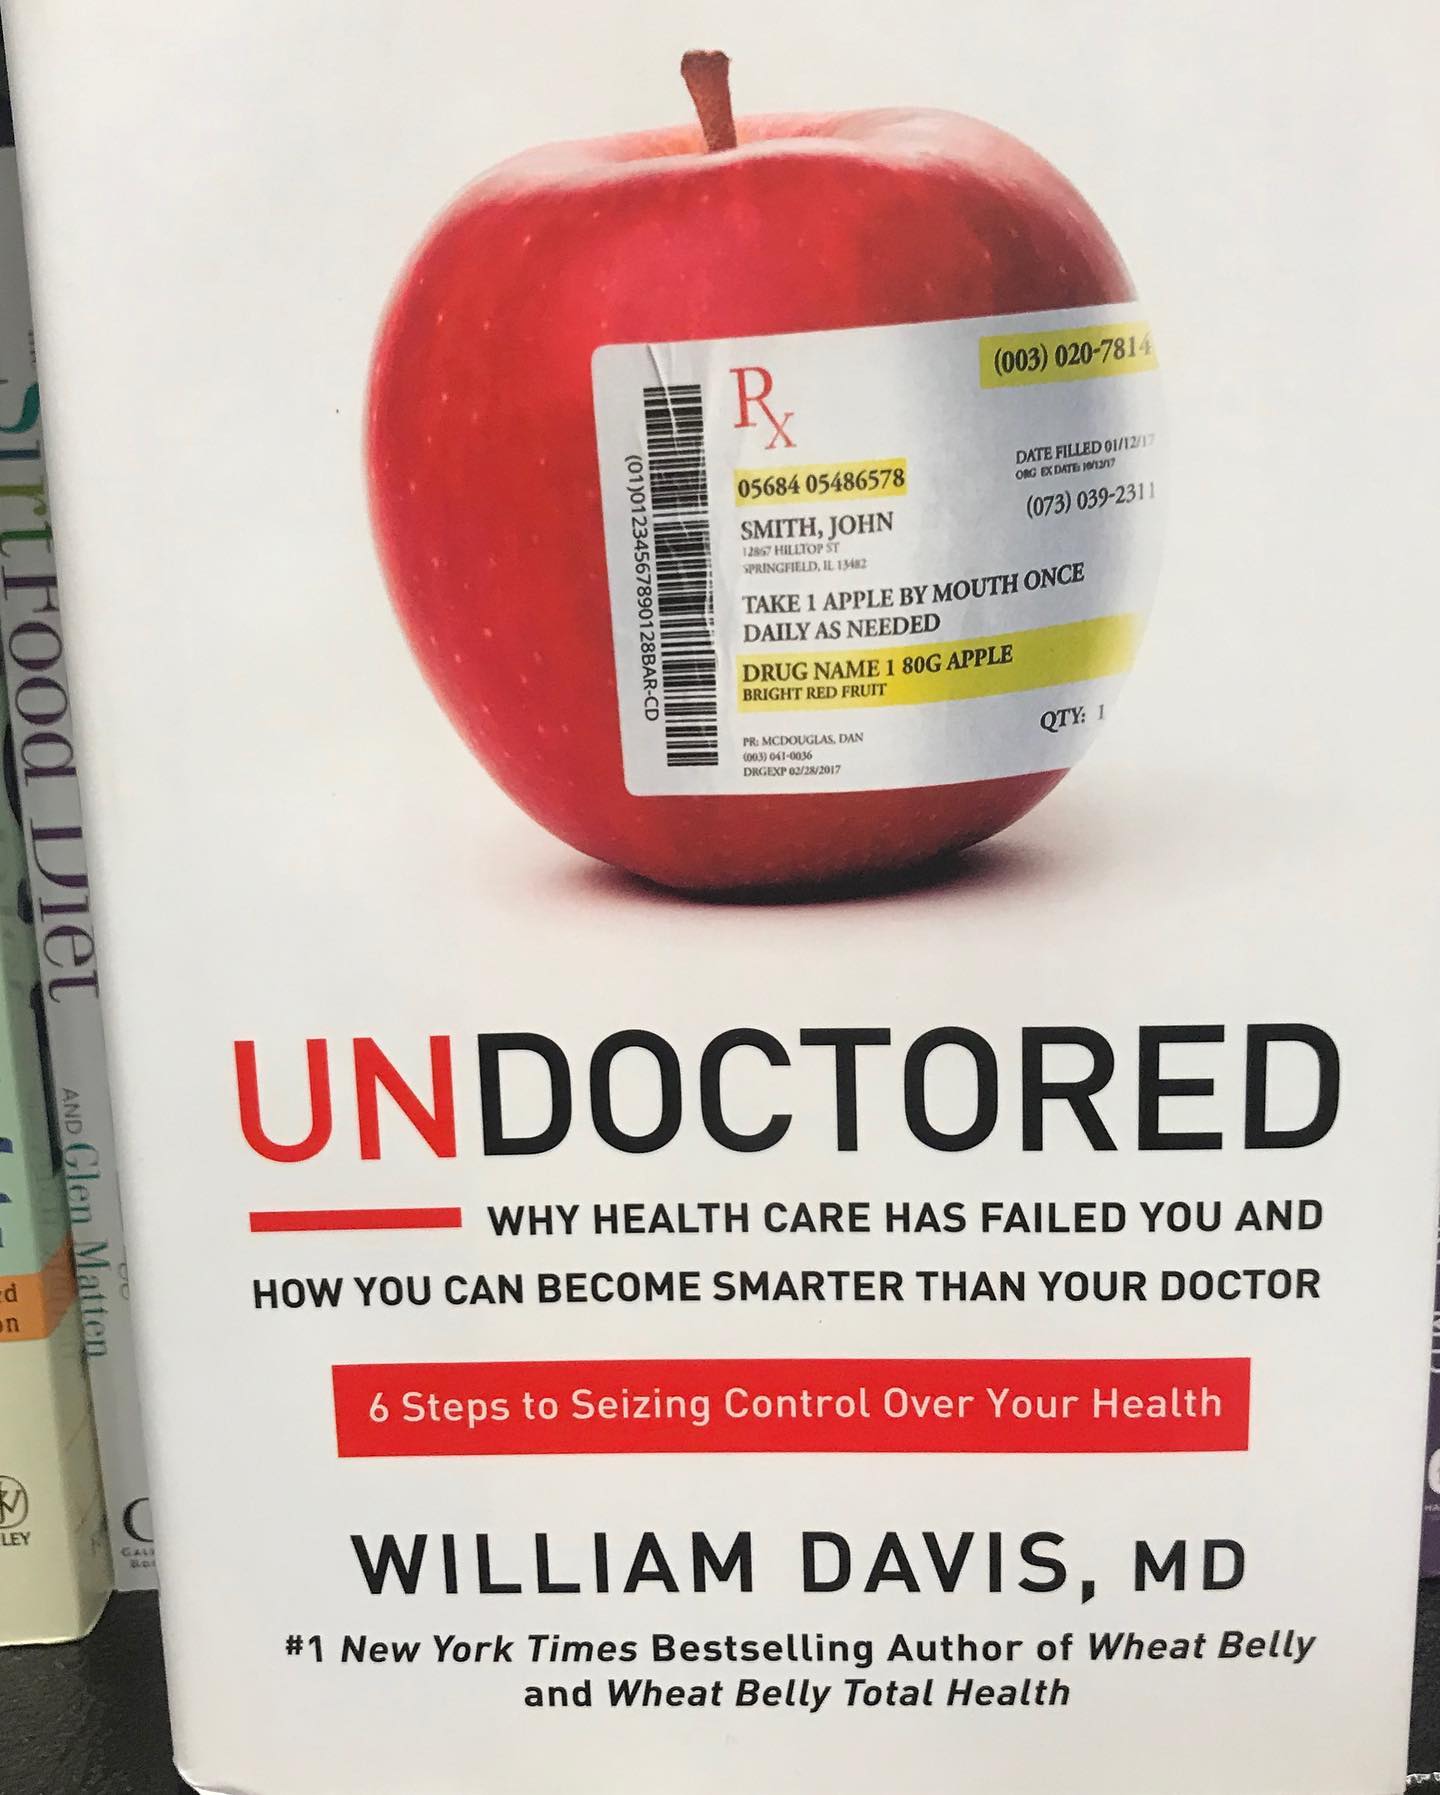 (003) 020-7814
Rx
DATE FILLED 01/12/17
ORG EX DATE: 10/12/17
05684 05486578
(073) 039-2311
SMITH, JOHN
12867 HILLTOP ST
SPRINGFIELD, IL 13482
TAKE 1 APPLE BY MOUTH ONCE
DAILY AS NEEDED
DRUG NAME 1 80G APPLE
BRIGHT RED FRUIT
QTY: 1
PR: MCDOUGLAS, DAN
(003) 041-0036
DRGEXP 02/28/2017
(01)01234567890128BAR-CD
UNDOCTORED
WHY HEALTH CARE HAS FAILED YOU AND
HOW YOU CAN BECOME SMARTER THAN YOUR DOCTOR
6 Steps to Seizing Control Over Your Health
WILLIAM DAVIS, MD
#1 New York Times Bestselling Author of Wheat Belly
and Wheat Belly Total Health
Sirtfood Diet
AND Glen Matten
LEY